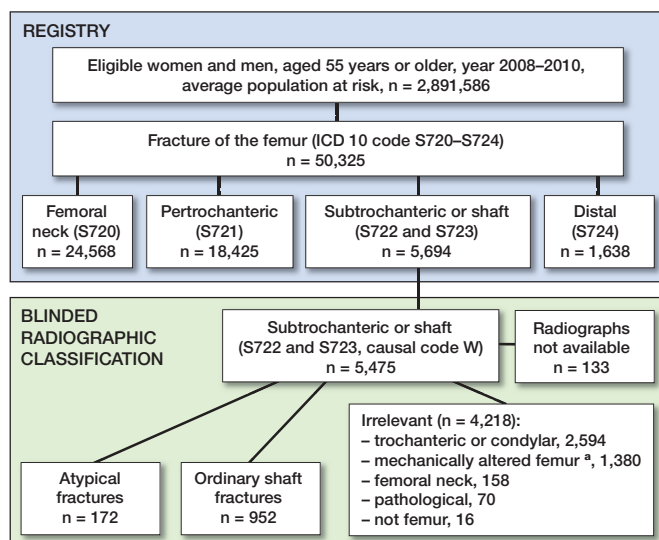 REGISTRY
Eligible women and men, aged 55 years or older, year 2008–2010,
average population at risk, n = 2,891,586
Fracture of the femur (ICD 10 code S720–S724)
n = 50,325
Femoral
neck (S720)
n = 24,568
Pertrochanteric
(S721)
n = 18,425
Subtrochanteric or shaft
(S722 and S723)
n = 5,694
Distal
(S724)
n = 1,638
BLINDED
RADIOGRAPHIC
CLASSIFICATION
Subtrochanteric or shaft
(S722 and S723, causal code W)
n = 5,475
Radiographs
not available
n = 133
Atypical
fractures
n = 172
Ordinary shaft
fractures
n = 952
Irrelevant (n = 4,218):
– trochanteric or condylar, 2,594
– mechanically altered femur ª, 1,380
– femoral neck, 158
– pathological, 70
– not femur, 16